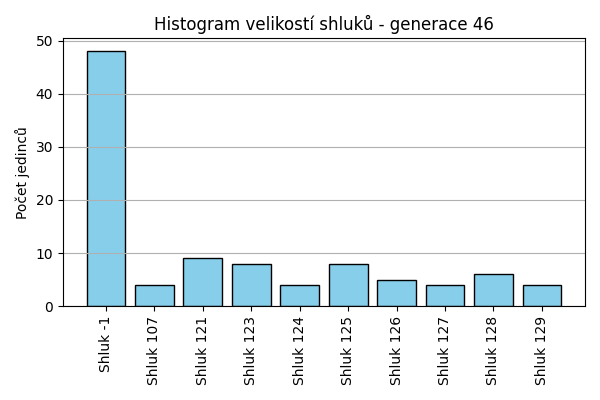 Histogram velikostí shluků - generace 46
Počet jedinců
50
40
30
20
10
0
Shluk -1
Shluk 107
Shluk 121
Shluk 123
Shluk 124
Shluk 125
Shluk 126
Shluk 127
Shluk 128
Shluk 129